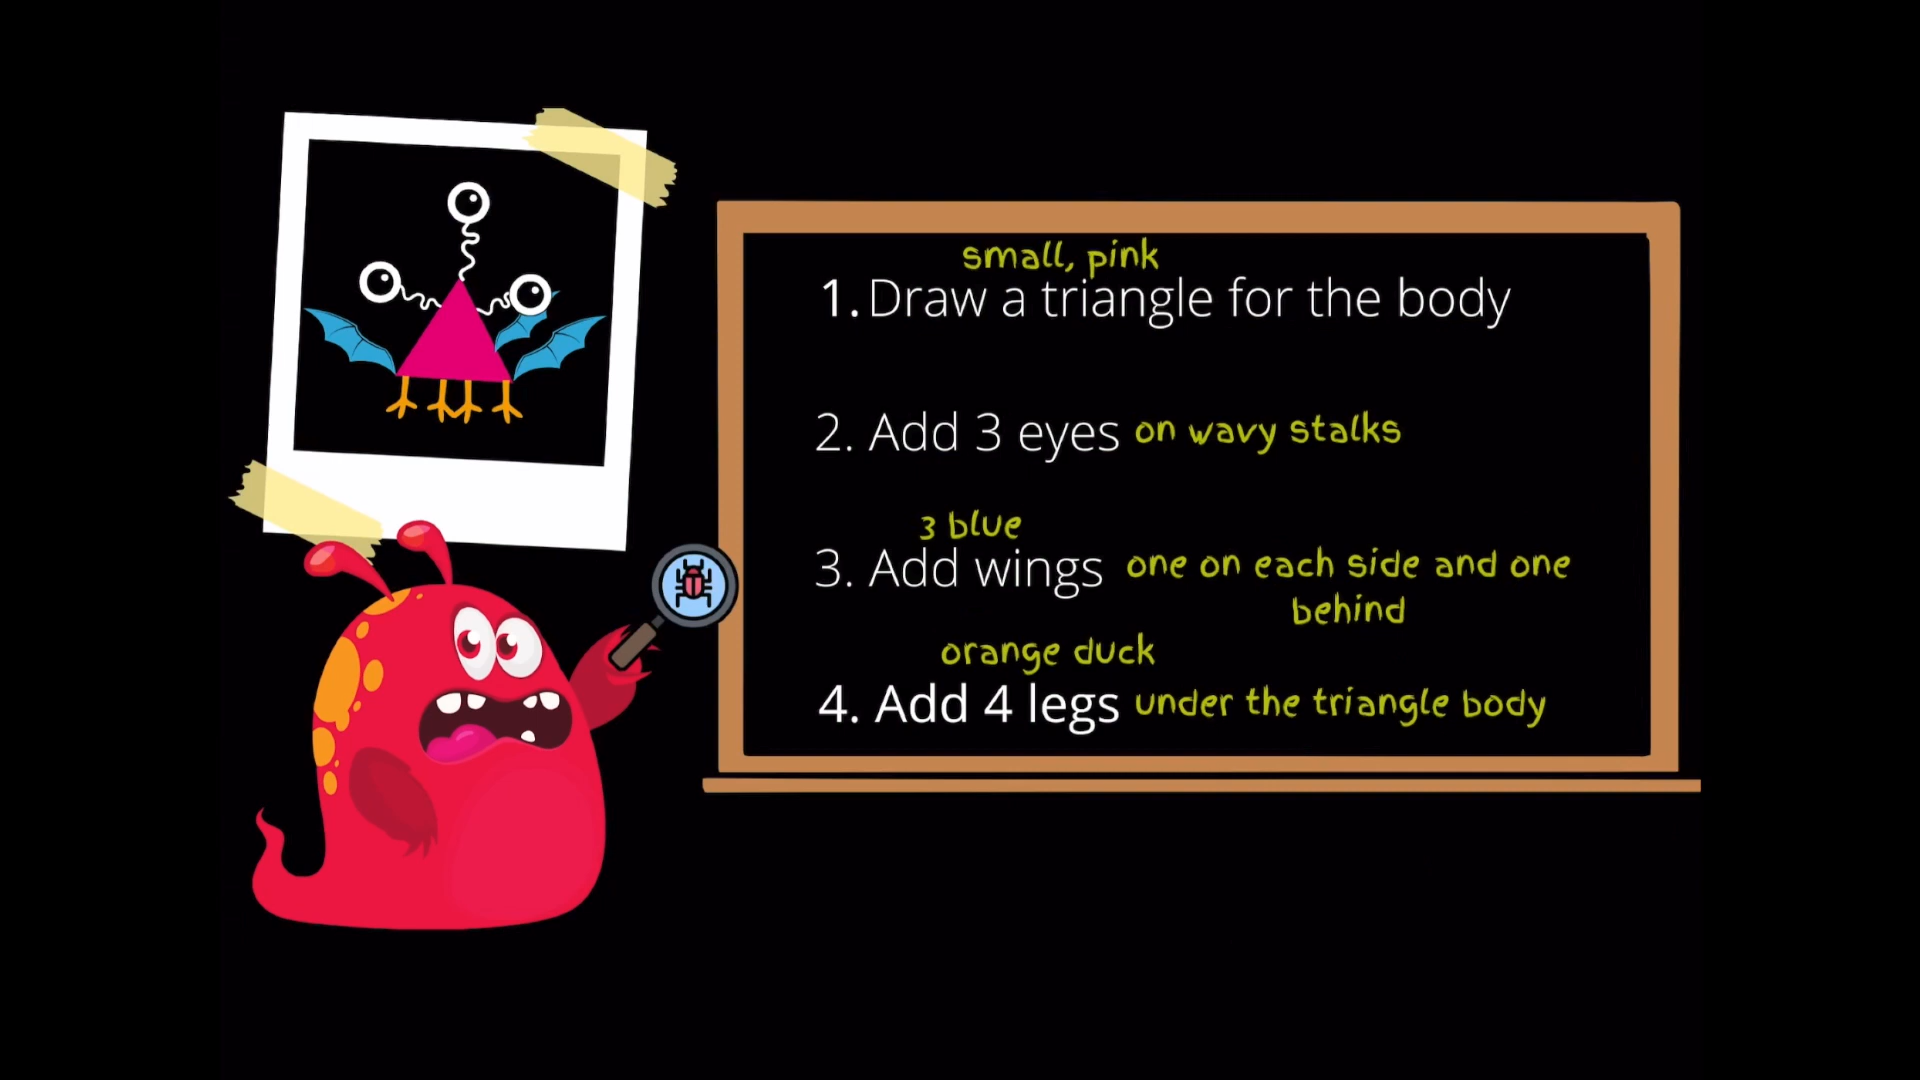 small, pink
1. Draw a triangle for the body
2. Add 3 eyes on wavy stalks
3 blue
3. Add wings one on each side and one
behind
orange duck
4. Add 4 legs under the triangle body